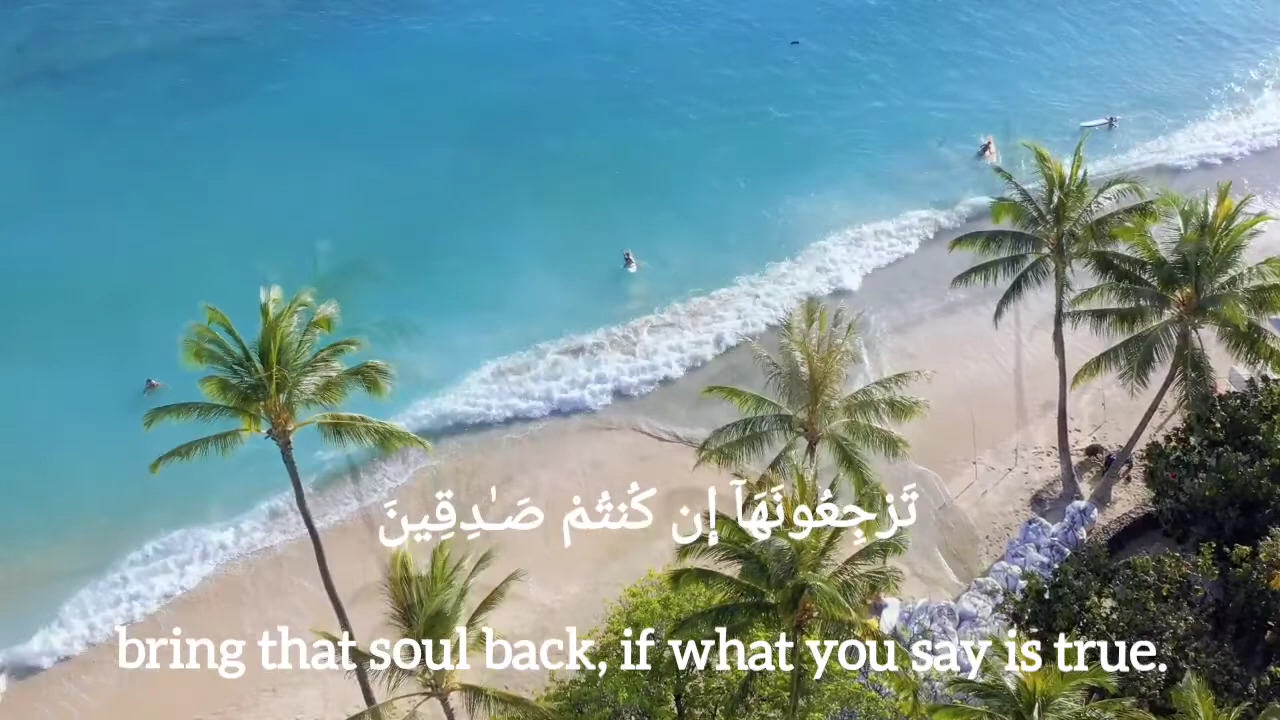 تَرْجِعُونَهَآ إِن كُنتُمْ صَـٰدِقِينَ
bring that soul back, if what you say is true.